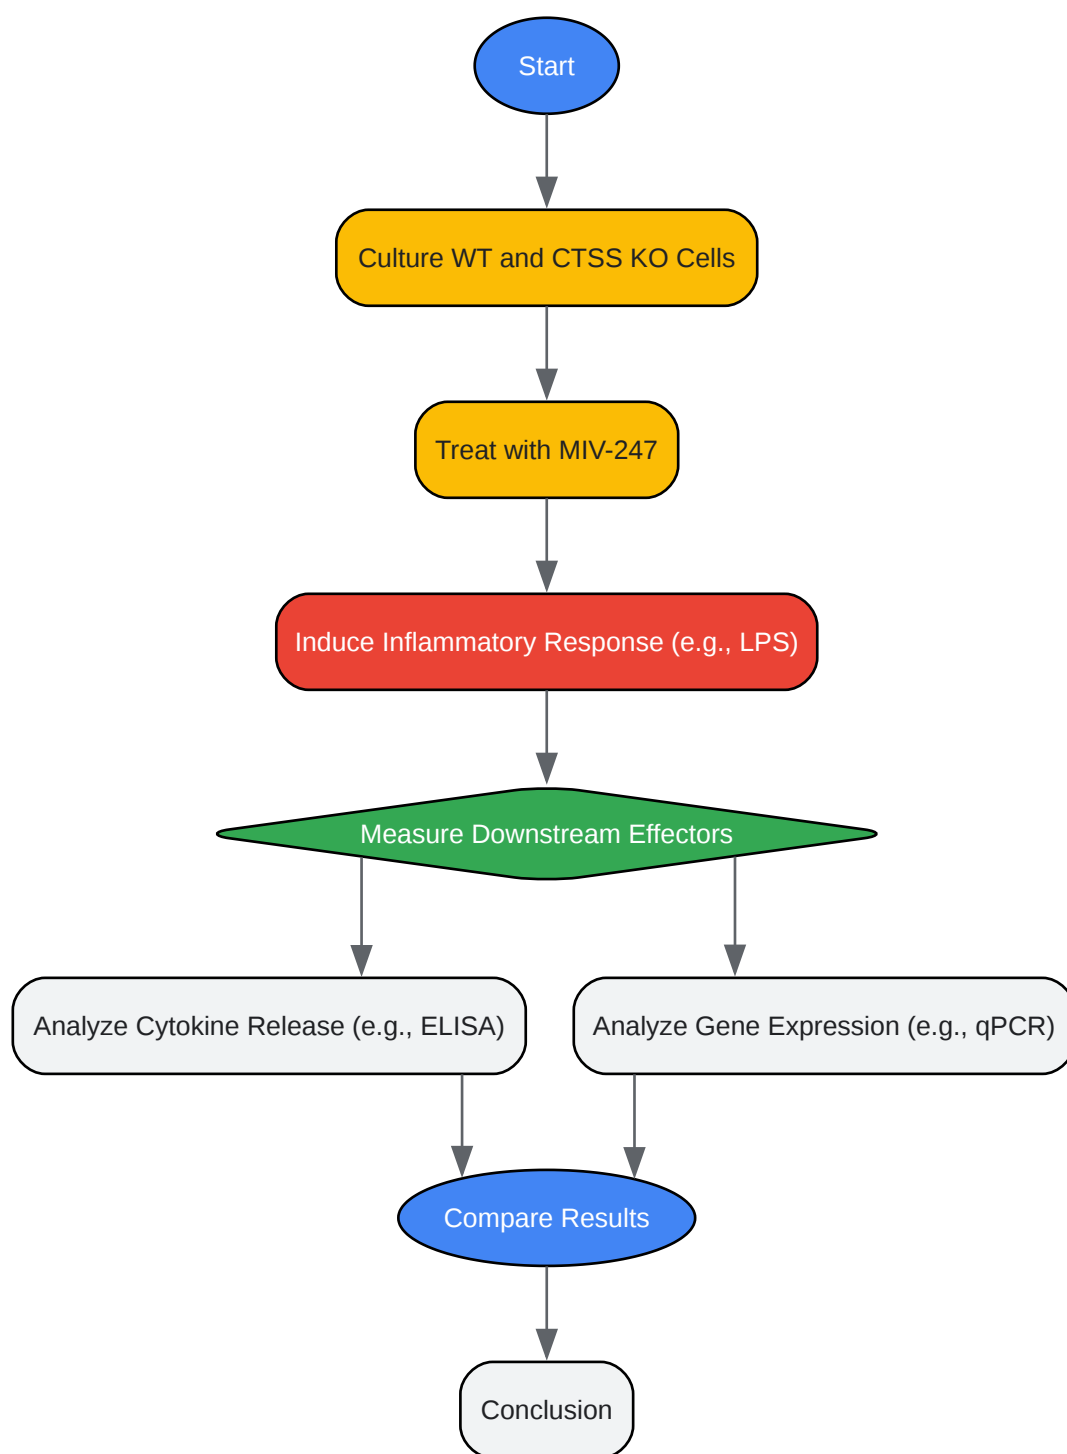 Start
Culture WT and CTSS KO Cells
Treat with MIV-247
Induce Inflammatory Response (e.g., LPS)
Measure Downstream Effectors
Analyze Cytokine Release (e.g., ELISA)
Analyze Gene Expression (e.g., qPCR)
Compare Results
Conclusion